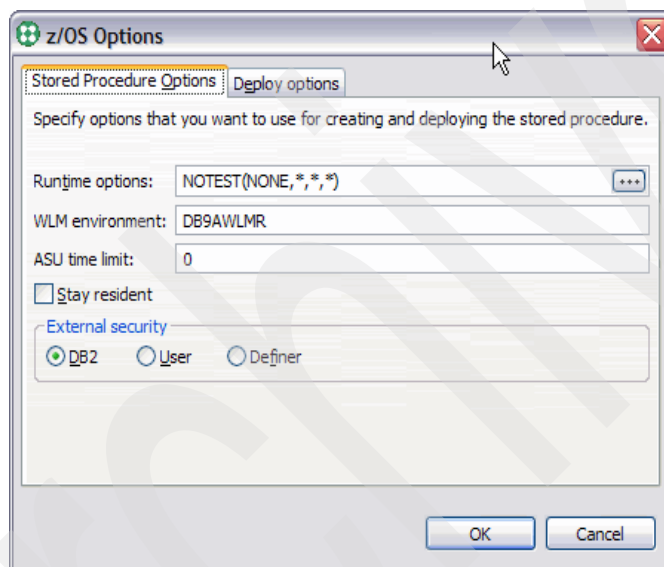 z/OS Options
Stored Procedure Options Deploy options
Specify options that you want to use for creating and deploying the stored procedure.
Runtime options: NOTEST(NONE,*,*,*) ...
WLM environment: DB9AWLMR
ASU time limit: 0
Stay resident
External security
DB2 User Definer
OK Cancel